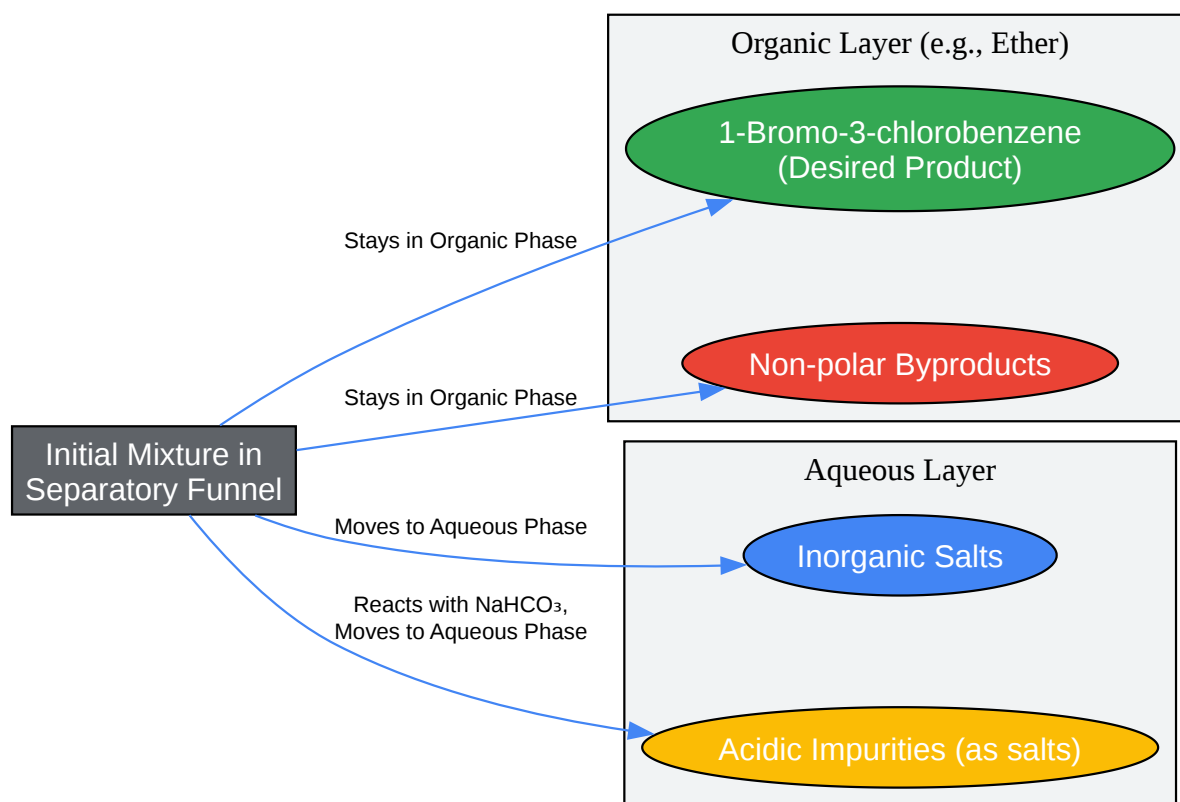 Organic Layer (e.g., Ether)
1-Bromo-3-chlorobenzene
(Desired Product)
Stays in Organic Phase
Non-polar Byproducts
Stays in Organic Phase
Initial Mixture in
Separatory Funnel
Aqueous Layer
Moves to Aqueous Phase
Inorganic Salts
Reacts with NaHCO₃,
Moves to Aqueous Phase
Acidic Impurities (as salts)